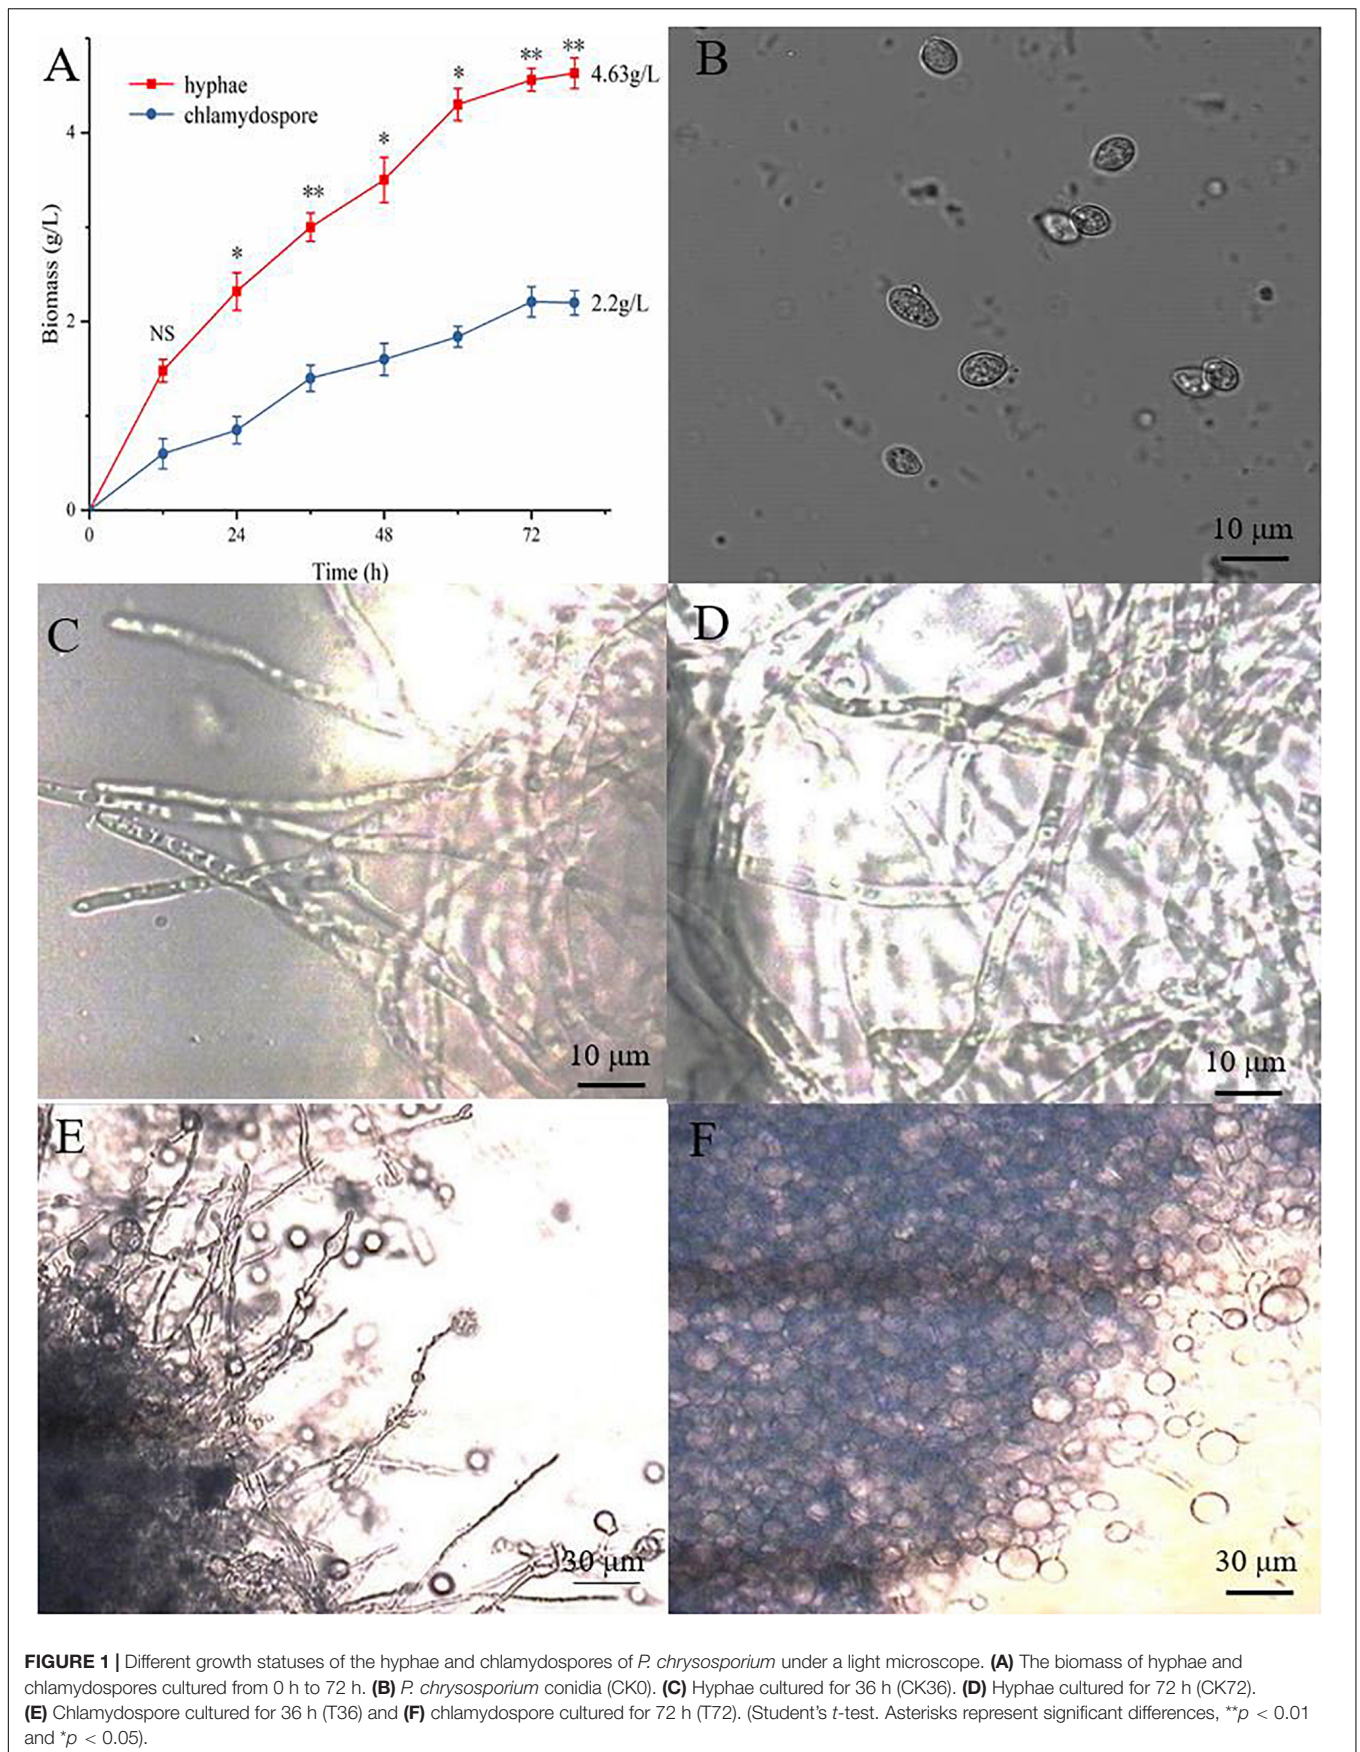 A
hyphae
chlamydospore
NS
*
**
*
*
**
**
4.63g/L
2.2g/L
4
2
0
0
24
48
72
Biomass (g/L)
Time (h)
B
10 μm
C
10 μm
D
10 μm
E
30 μm
F
30 μm
FIGURE 1 | Different growth statuses of the hyphae and chlamydospores of P. chrysosporium under a light microscope. (A) The biomass of hyphae and
chlamydospores cultured from 0 h to 72 h. (B) P. chrysosporium conidia (CK0). (C) Hyphae cultured for 36 h (CK36). (D) Hyphae cultured for 72 h (CK72).
(E) Chlamydospore cultured for 36 h (T36) and (F) chlamydospore cultured for 72 h (T72). (Student's t-test. Asterisks represent significant differences, **p < 0.01
and *p < 0.05).